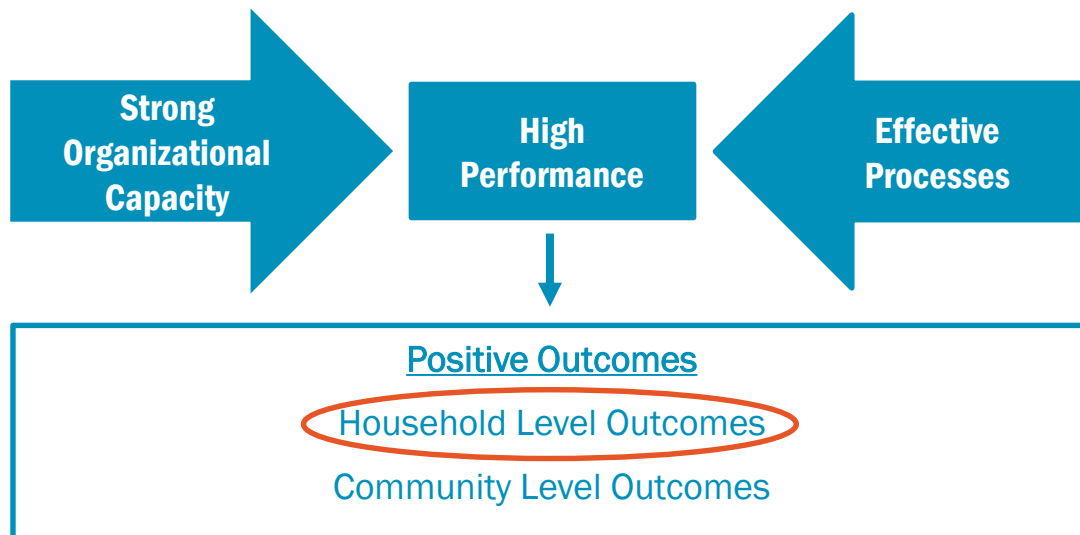 Strong
Organizational
Capacity
High
Performance
Effective
Processes
Positive Outcomes
Household Level Outcomes
Community Level Outcomes